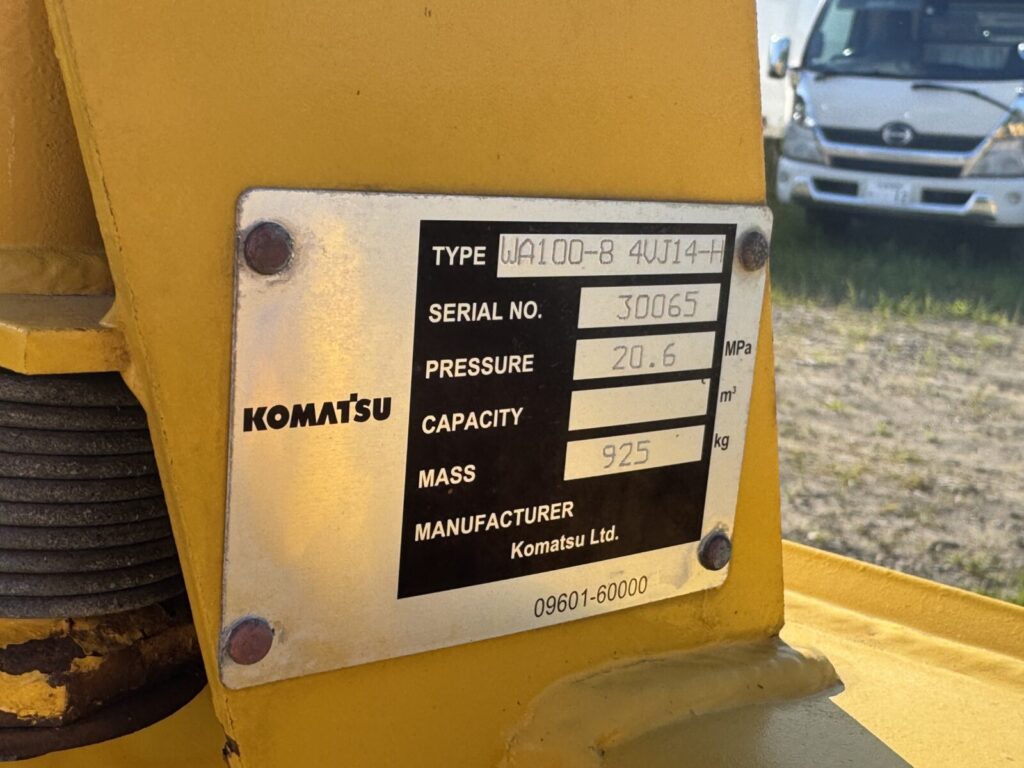 KOMATSU
TYPE WA100-8 4VJ14-H
SERIAL NO. 30065
PRESSURE 20.6 MPa
CAPACITY m³
MASS 925 kg
MANUFACTURER
Komatsu Ltd.
09601-60000